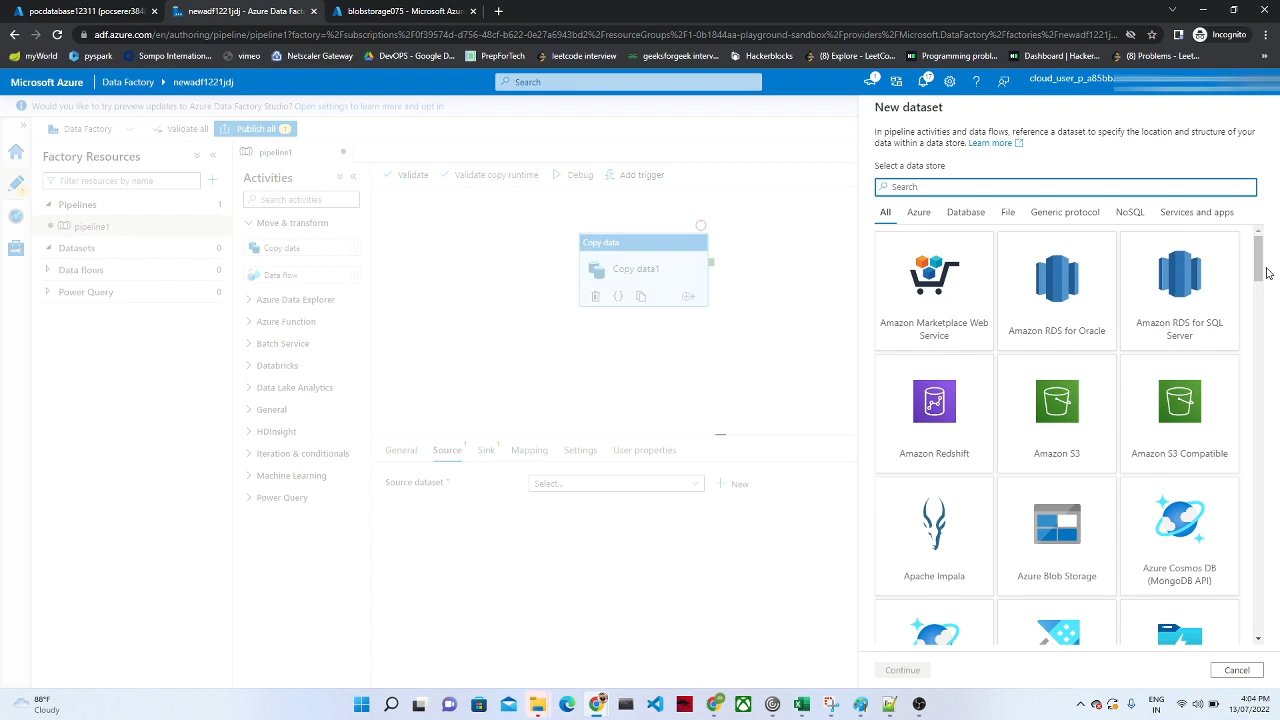 pocdatabase12311 (pocserer384
newadf1221jdj - Azure Data Facto
blobstorage075 - Microsoft Azure
adf.azure.com/en/authoring/pipeline/pipeline1?factory=%2Fsubscriptions%2F0f39574d-d756-48cf-b622-0e27a6943bd2%2FresourceGroups%2F1-0b1844aa-playground-sandbox%2Fproviders%2FMicrosoft.DataFactory%2Ffactories%2Fnewadf1221jdj...
Incognito
myWorld
pyspark
Sompo Internation...
vimeo
Netscaler Gateway
DevOps - Google D...
PrepForTech
leetcode (Explorer...
geeksforgeek interv...
Hackerblocks
(8) Explorer - Leet...
Programming probl...
Dashboard | Hacker...
(8) Problems - Leet...
Microsoft Azure
Data Factory
newadf1221jdj
Search
1
7
cloud_user_p_a85bb
Would you like to try preview updates to Azure Data Factory Studio? Open settings to learn more and opt in.
Data Factory
Validate all
Publish all 1
Factory Resources
Filter resources by name
Pipelines 1
pipeline1
Datasets 0
Data flows 0
Power Query 0
pipeline1
Activities
Search activities
Move & transform
Copy data
Data flow
Azure Data Explorer
Azure Function
Batch Service
Databricks
Data Lake Analytics
General
HDInsight
Iteration & conditionals
Machine Learning
Power Query
Validate
Validate copy runtime
Debug
Add trigger
Copy data
Copy data1
General
Source 1
Sink 1
Mapping
Settings
User properties
Source dataset *
Select...
New
New dataset
In pipeline activities and data flows, reference a dataset to specify the location and structure of your
data within a data store. Learn more
Select a data store
Search
All
Azure
Database
File
Generic protocol
NoSQL
Services and apps
Amazon Marketplace Web
Service
Amazon RDS for Oracle
Amazon RDS for SQL
Server
Amazon Redshift
Amazon S3
Amazon S3 Compatible
Apache Impala
Azure Blob Storage
Azure Cosmos DB
(MongoDB API)
Continue
Cancel
88°F
Cloudy
ENG
IN
4:04 PM
13/07/2022